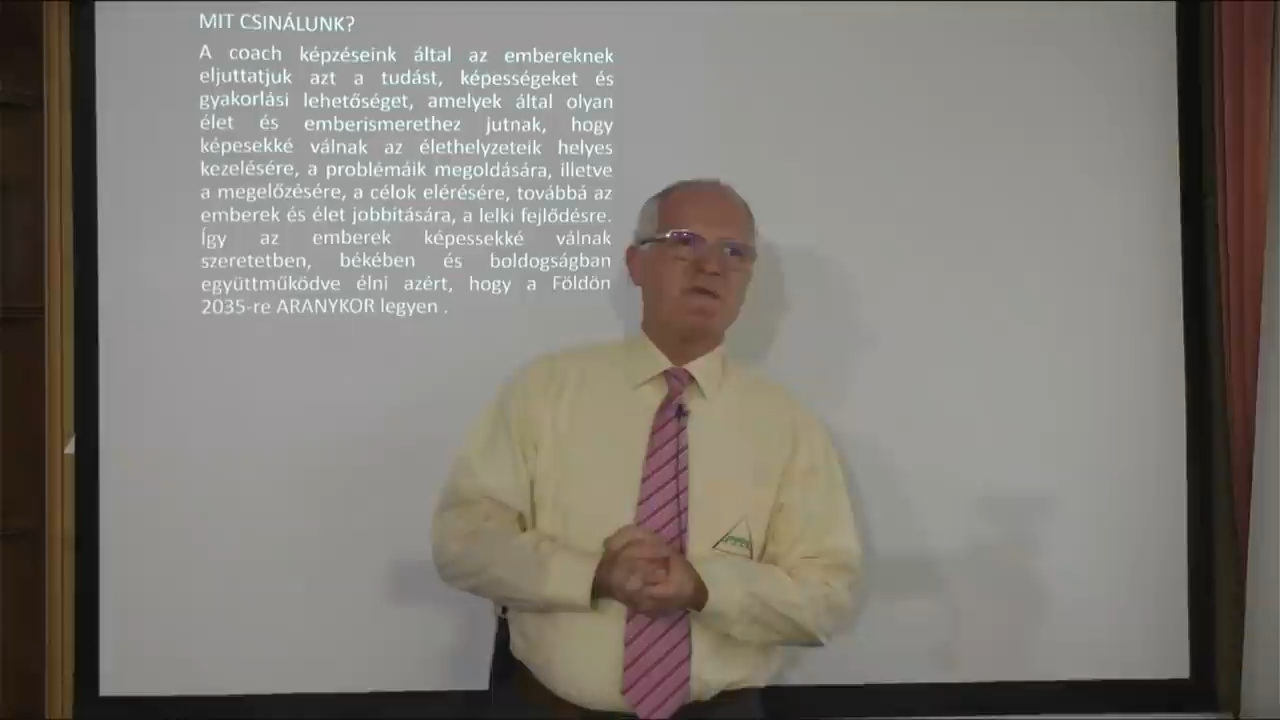 MIT CSINÁLUNK?
A coach képzéseink által az embereknek
eljuttatjuk azt a tudást, képességeket és
gyakorlási lehetőséget, amelyek által olyan
élet és emberismerethez jutnak, hogy
képesekké válnak az élethelyzeteik helyes
kezelésére, a problémáik megoldására, illetve
a megelőzésére, a célok elérésére, továbbá az
emberek és élet jobbítására, a lelki fejlődésre.
Így az emberek képessekké válnak
szeretetben, békében és boldogságban
együttműködve élni azért, hogy a Földön
2035-re ARANYKOR legyen .